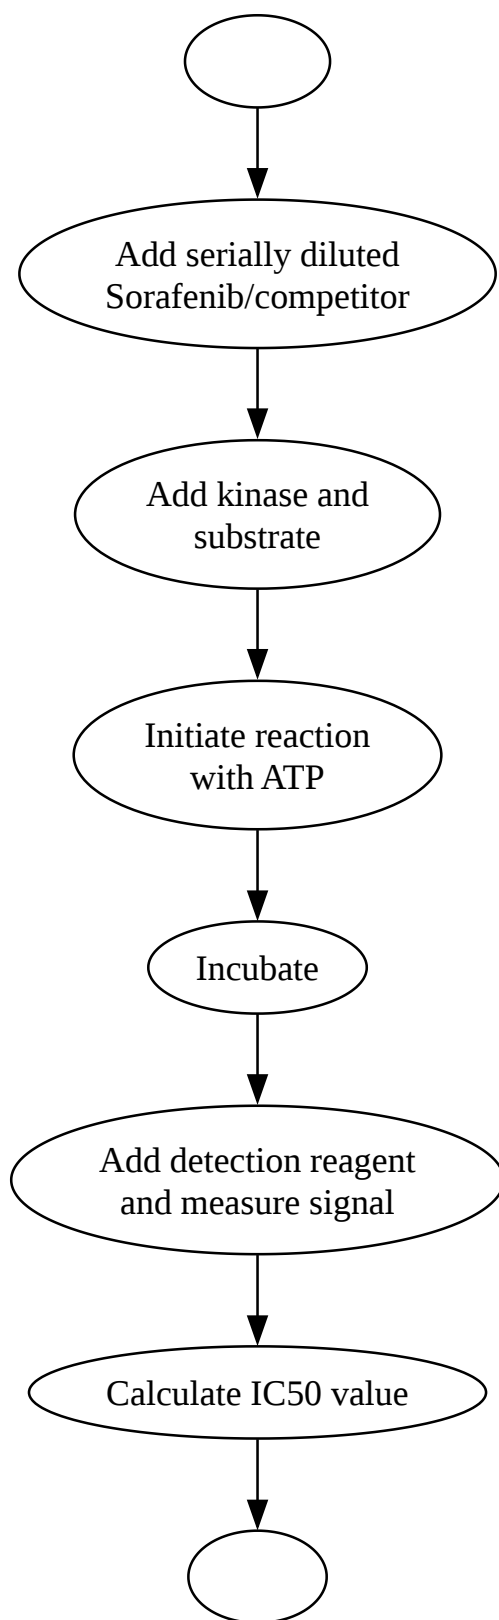 Add serially diluted
Sorafenib/competitor
Add kinase and
substrate
Initiate reaction
with ATP
Incubate
Add detection reagent
and measure signal
Calculate IC50 value